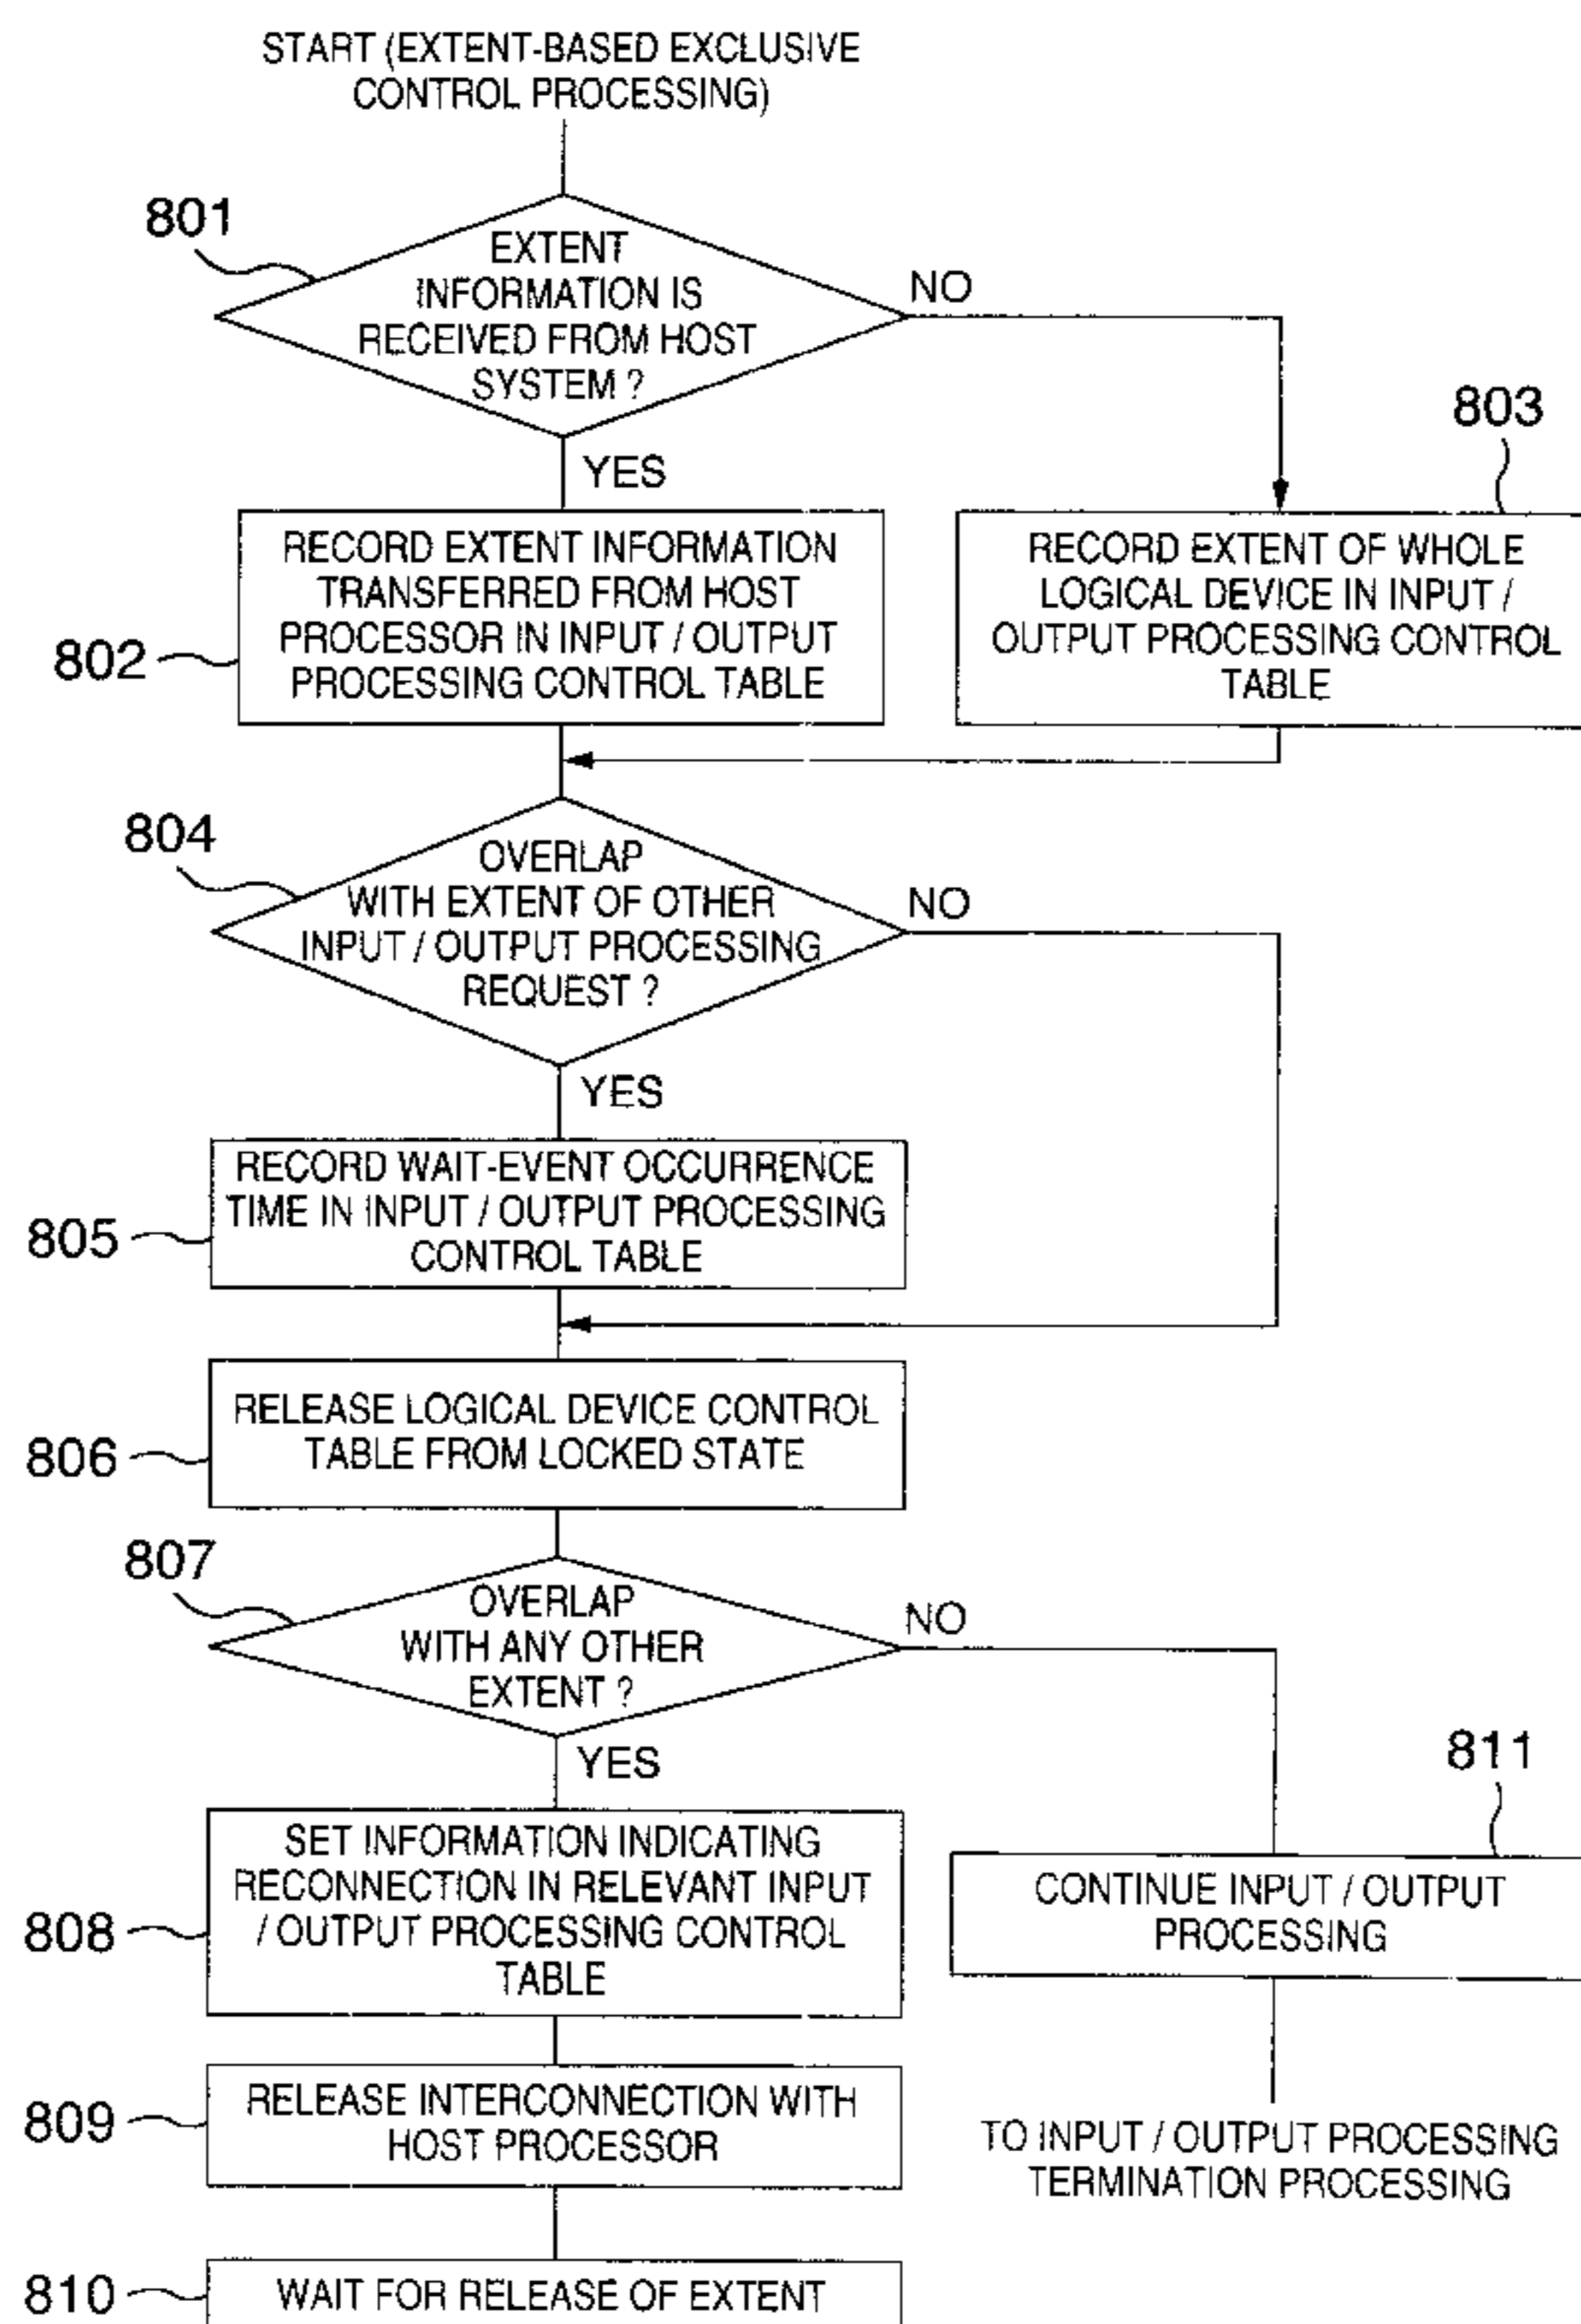 START (EXTENT-BASED EXCLUSIVE
CONTROL PROCESSING)
801
EXTENT
INFORMATION IS
RECEIVED FROM HOST
SYSTEM ?
NO
YES
803
802
RECORD EXTENT INFORMATION
TRANSFERRED FROM HOST
PROCESSOR IN INPUT / OUTPUT
PROCESSING CONTROL TABLE
RECORD EXTENT OF WHOLE
LOGICAL DEVICE IN INPUT /
OUTPUT PROCESSING CONTROL
TABLE
804
OVERLAP
WITH EXTENT OF OTHER
INPUT / OUTPUT PROCESSING
REQUEST ?
NO
YES
805
RECORD WAIT-EVENT OCCURRENCE
TIME IN INPUT / OUTPUT PROCESSING
CONTROL TABLE
806
RELEASE LOGICAL DEVICE CONTROL
TABLE FROM LOCKED STATE
807
OVERLAP
WITH ANY OTHER
EXTENT ?
NO
YES
811
808
SET INFORMATION INDICATING
RECONNECTION IN RELEVANT INPUT
/ OUTPUT PROCESSING CONTROL
TABLE
CONTINUE INPUT / OUTPUT
PROCESSING
809
RELEASE INTERCONNECTION WITH
HOST PROCESSOR
TO INPUT / OUTPUT PROCESSING
TERMINATION PROCESSING
810
WAIT FOR RELEASE OF EXTENT